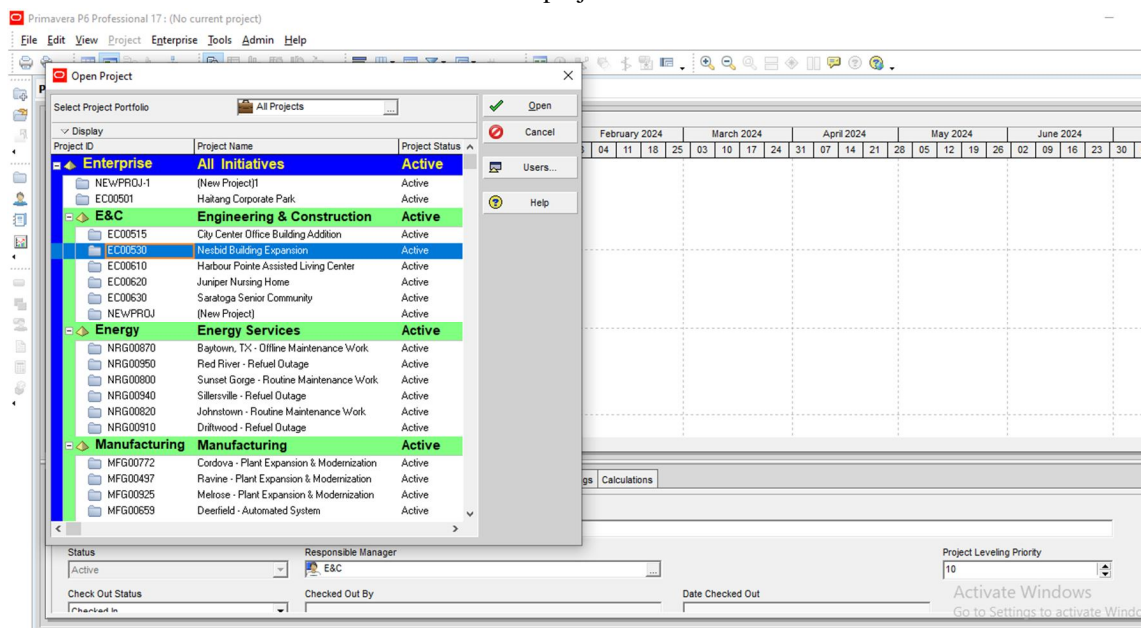 proj
Primavera P6 Professional 17 : (No current project)
File Edit View Project Enterprise Tools Admin Help
Open Project
Select Project Portfolio All Projects ...
Open
Display
Cancel
Project ID Project Name Project Status
Users...
Help
Enterprise All Initiatives Active
NEWPROJ-1 (New Project)1 Active
EC00501 Haitang Corporate Park Active
E&C Engineering & Construction Active
EC00515 City Center Office Building Addition Active
EC00530 Nesbid Building Expansion Active
EC00610 Harbour Pointe Assisted Living Center Active
EC00620 Juniper Nursing Home Active
EC00630 Saratoga Senior Community Active
NEWPROJ (New Project) Active
Energy Energy Services Active
NRG00870 Baytown, TX - Offline Maintenance Work Active
NRG00950 Red River - Refuel Outage Active
NRG00800 Sunset Gorge - Routine Maintenance Work Active
NRG00940 Sillersville - Refuel Outage Active
NRG00820 Johnstown - Routine Maintenance Work Active
NRG00910 Driftwood - Refuel Outage Active
Manufacturing Manufacturing Active
MFG00772 Cordova - Plant Expansion & Modernization Active
MFG00497 Ravine - Plant Expansion & Modernization Active
MFG00925 Melrose - Plant Expansion & Modernization Active
MFG00659 Deerfield - Automated System Active
February 2024 March 2024 April 2024 May 2024 June 2024
04 11 18 25 03 10 17 24 31 07 14 21 28 05 12 19 26 02 09 16 23 30
gs Calculations
Status Responsible Manager Project Leveling Priority
Active E&C ... 10
Check Out Status Checked Out By Date Checked Out
Checked In
Activate Windows
Go to Settings to activate Windo